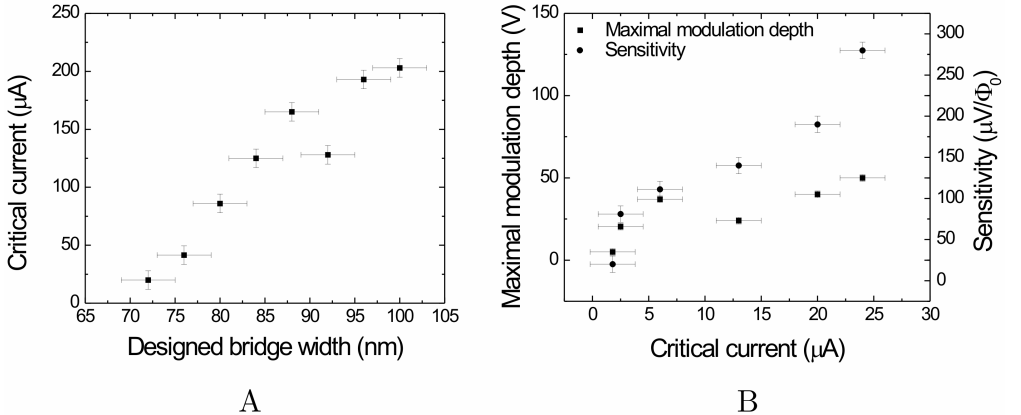 250
200
150
100
50
0
Critical current (μA)
65 70 75 80 85 90 95 100 105
Designed bridge width (nm)
A
150
100
50
0
Maximal modulation depth (V)
Maximal modulation depth
Sensitivity
300
250
200
150
100
50
0
Sensitivity (μV/Φ₀)
0 5 10 15 20 25 30
Critical current (μA)
B